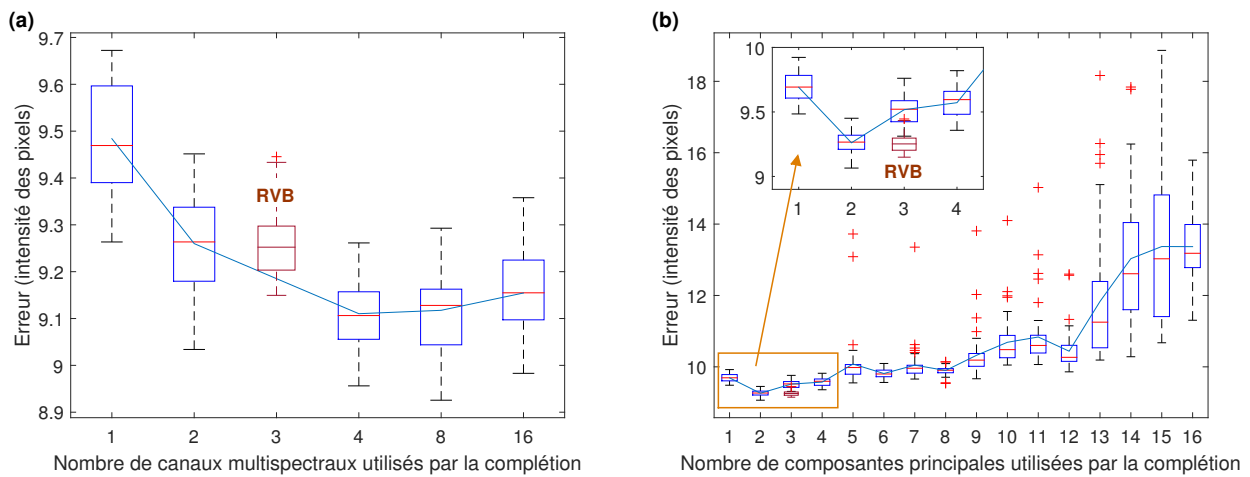 (a)
9.7
9.6
9.5
9.4
9.3
9.2
9.1
9
8.9
Erreur (intensité des pixels)
RVB
1 2 3 4 8 16
Nombre de canaux multispectraux utilisés par la complétion
(b)
18
16
14
12
10
Erreur (intensité des pixels)
10
9.5
9
RVB
1 2 3 4
1 2 3 4 5 6 7 8 9 10 11 12 13 14 15 16
Nombre de composantes principales utilisées par la complétion